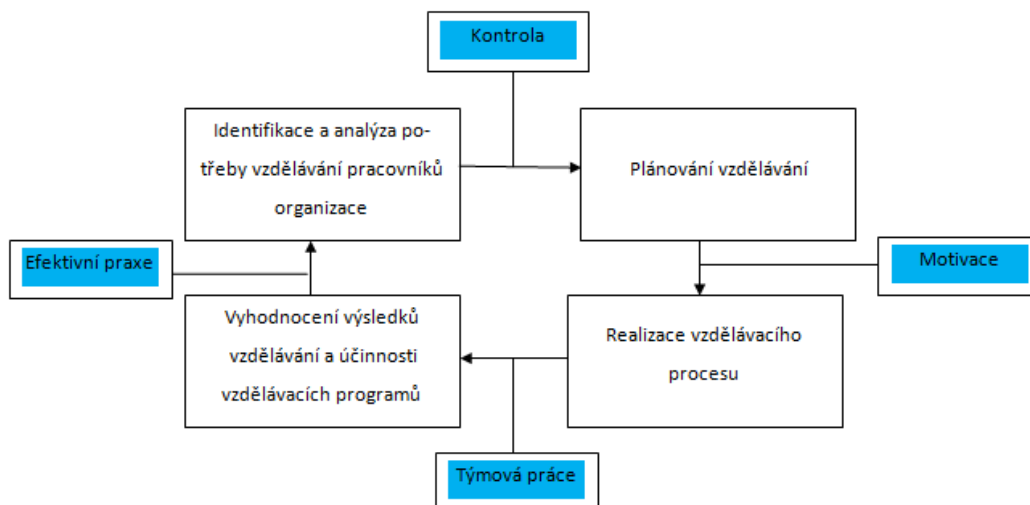 Kontrola
Identifikace a analýza po-
třeby vzdělávání pracovníků
organizace
Plánování vzdělávání
Efektivní praxe
Motivace
Vyhodnocení výsledků
vzdělávání a účinnosti
vzdělávacích programů
Realizace vzdělávacího
procesu
Týmová práce